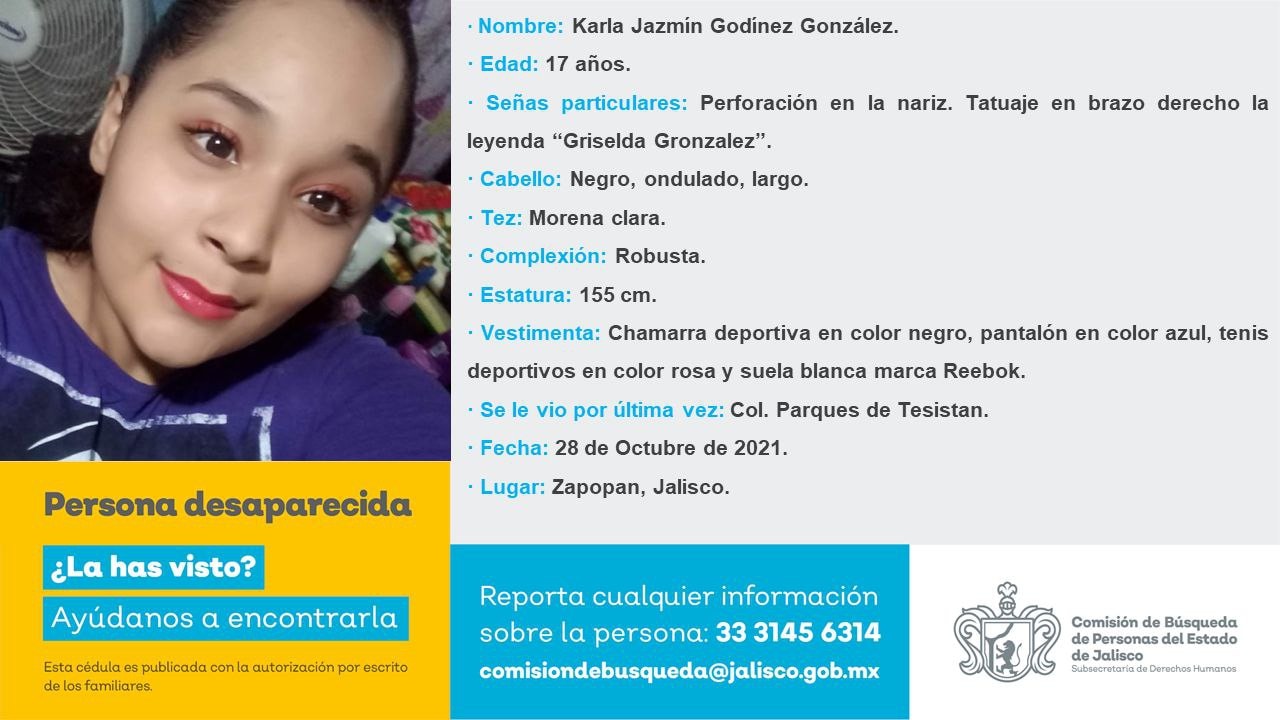 · Nombre: Karla Jazmín Godínez González.
· Edad: 17 años.
· Señas particulares: Perforación en la nariz. Tatuaje en brazo derecho la
leyenda “Griselda Gronzalez”.
· Cabello: Negro, ondulado, largo.
· Tez: Morena clara.
· Complexión: Robusta.
· Estatura: 155 cm.
· Vestimenta: Chamarra deportiva en color negro, pantalón en color azul, tenis
deportivos en color rosa y suela blanca marca Reebok.
· Se le vio por última vez: Col. Parques de Tesistan.
· Fecha: 28 de Octubre de 2021.
· Lugar: Zapopan, Jalisco.
Persona desaparecida
¿La has visto?
Ayúdanos a encontrarla
Esta cédula es publicada con la autorización por escrito
de los familiares.
Reporta cualquier información
sobre la persona: 33 3145 6314
comisiondebusqueda@jalisco.gob.mx
Comisión de Búsqueda
de Personas del Estado
de Jalisco
Subsecretaría de Derechos Humanos